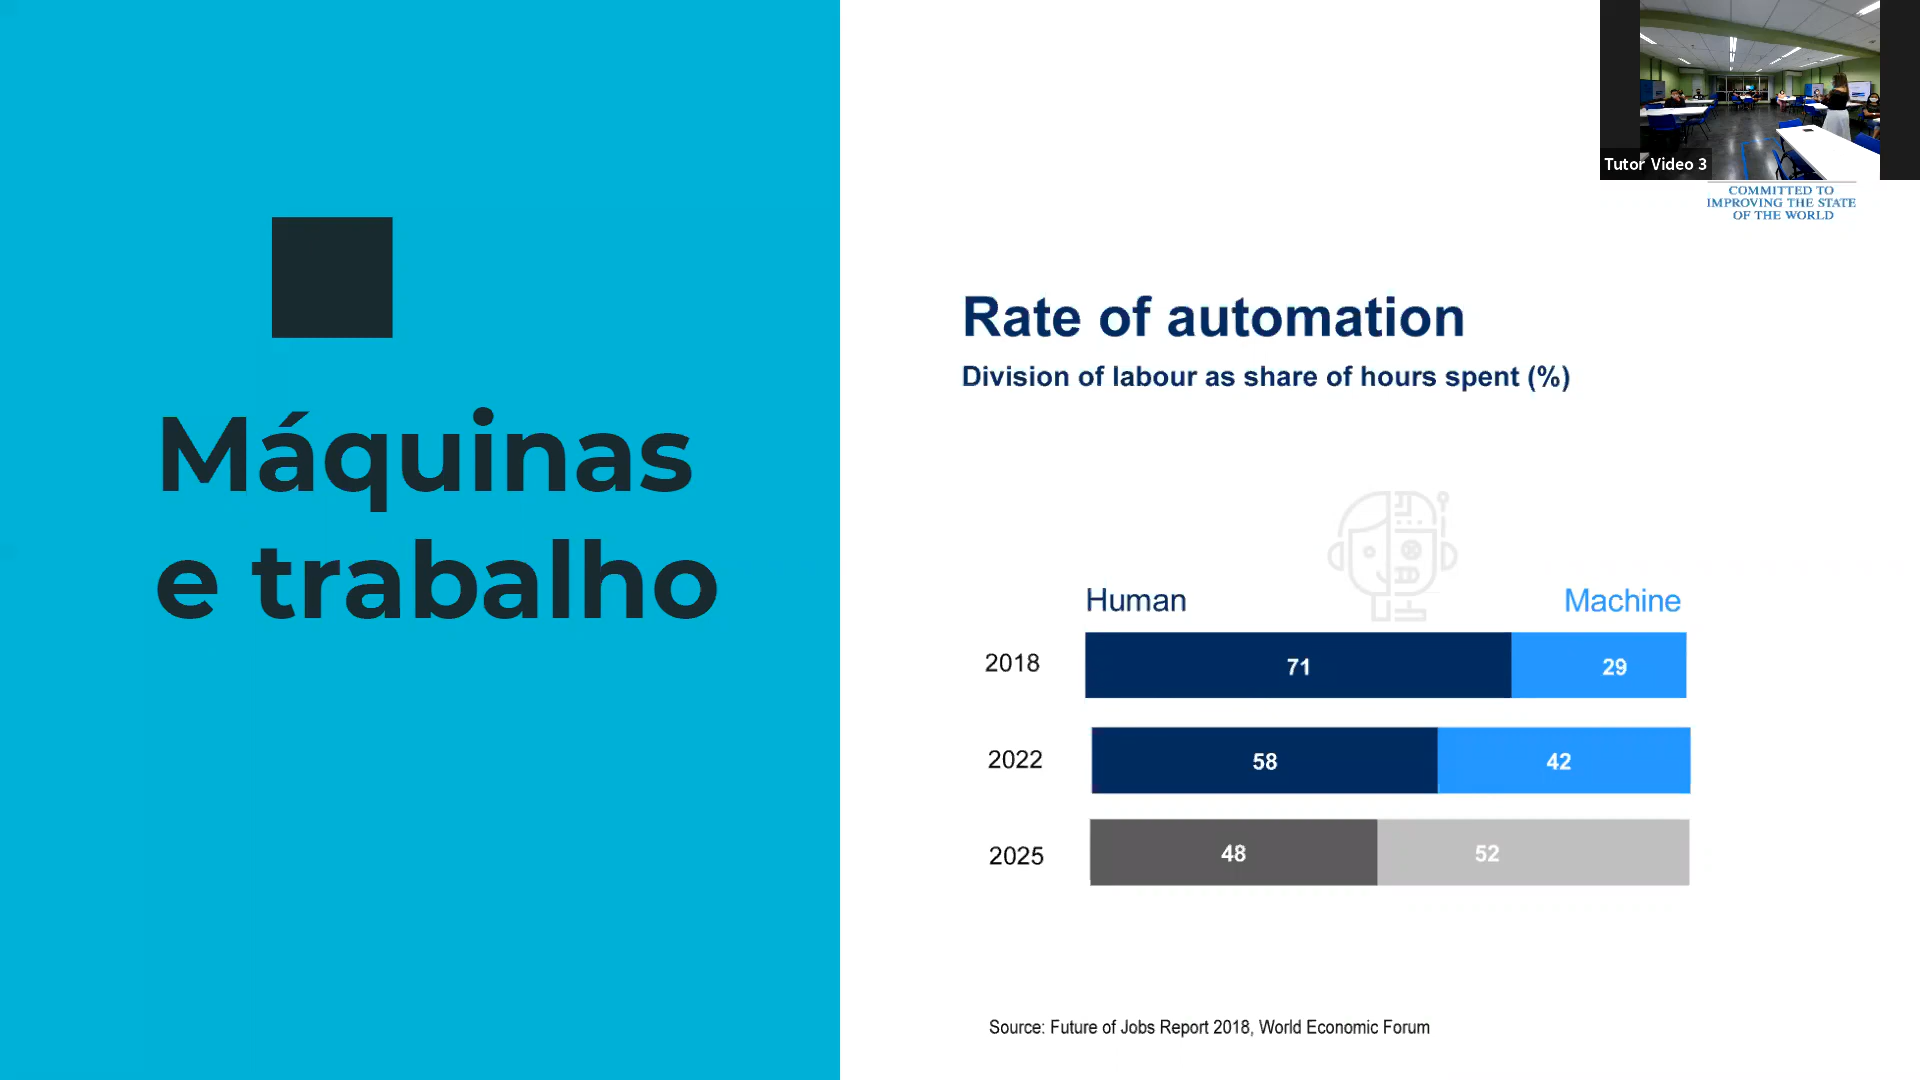 Máquinas
e trabalho
Tutor Video 3
COMMITTED TO
IMPROVING THE STATE
OF THE WORLD
Rate of automation
Division of labour as share of hours spent (%)
Human Machine
2018 71 29
2022 58 42
2025 48 52
Source: Future of Jobs Report 2018, World Economic Forum